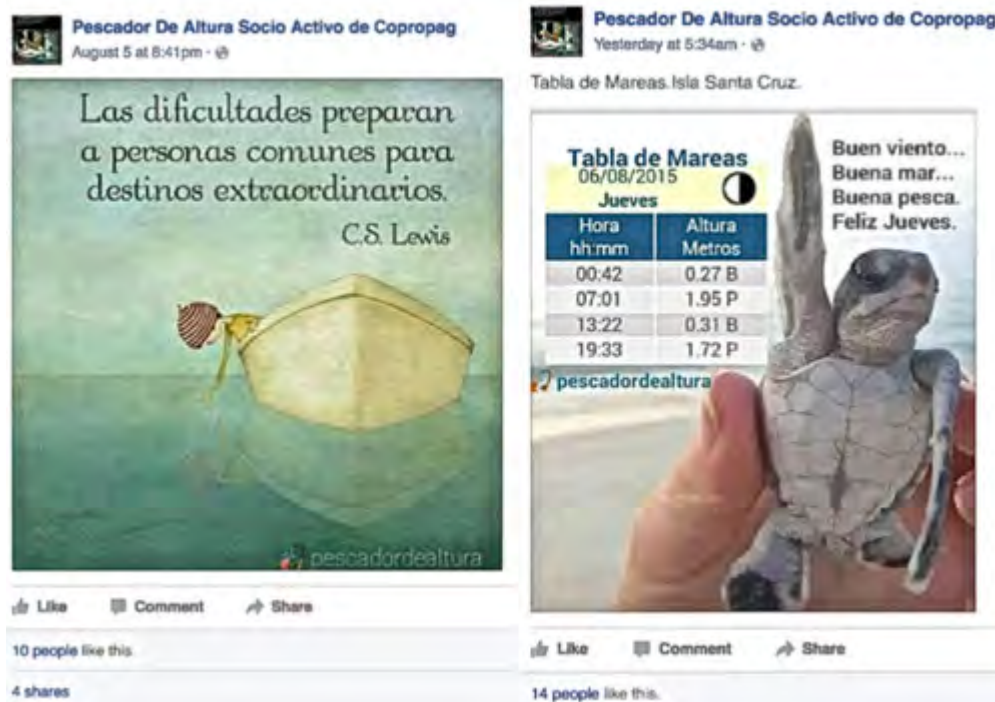 Pescador De Altura Socio Activo de Copropag
August 5 at 8:41pm ·
Las dificultades preparan
a personas comunes para
destinos extraordinarios.
C.S. Lewis
pescadordealtura
Like Comment Share
10 people like this.
4 shares
Pescador De Altura Socio Activo de Copropag
Yesterday at 5:34am ·
Tabla de Mareas.Isla Santa Cruz.
Tabla de Mareas
06/08/2015
Jueves
Hora Altura
hh:mm Metros
00:42 0.27 B
07:01 1.95 P
13:22 0.31 B
19:33 1.72 P
pescadordealtura
Buen viento...
Buena mar...
Buena pesca.
Feliz Jueves.
Like Comment Share
14 people like this.